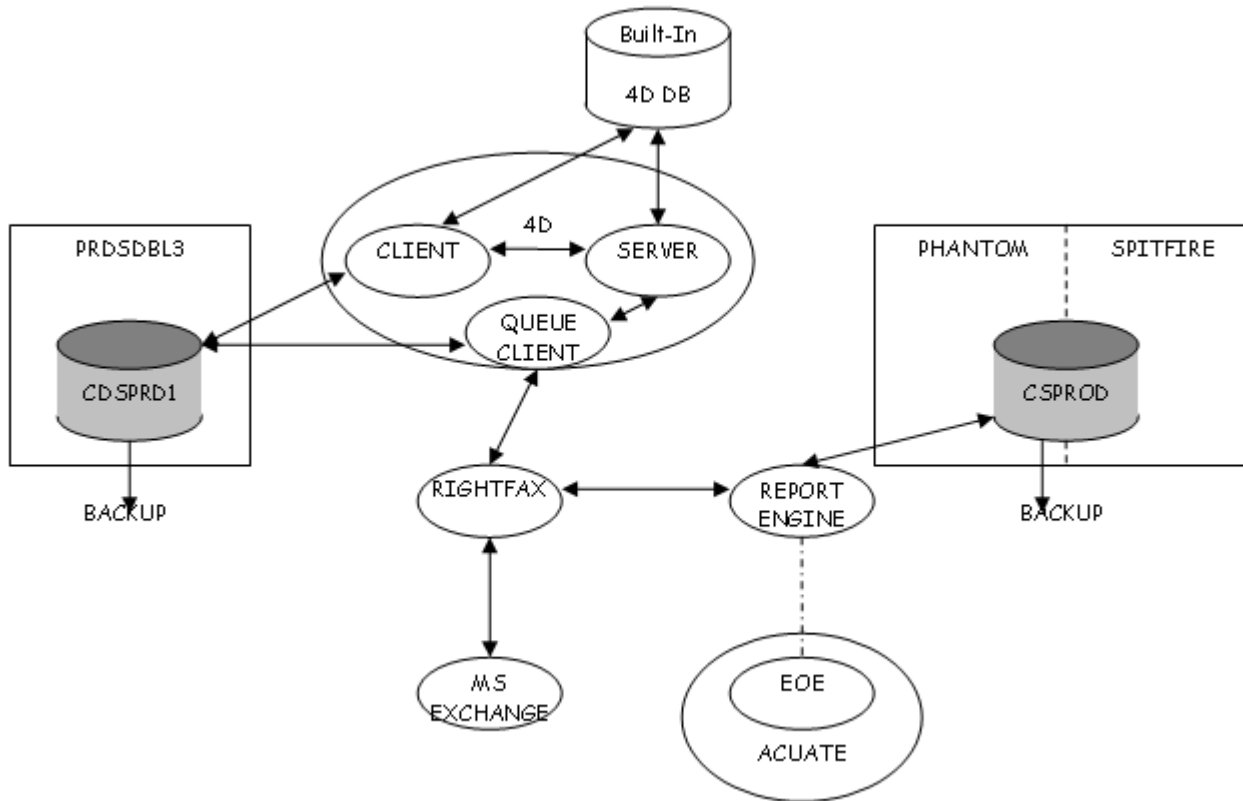 Built-In
4D DB
4D
CLIENT
SERVER
QUEUE
CLIENT
PRDSDBL3
CDSPRD1
BACKUP
PHANTOM
SPITFIRE
CSPROD
BACKUP
RIGHTFAX
REPORT
ENGINE
MS
EXCHANGE
EOE
ACUATE